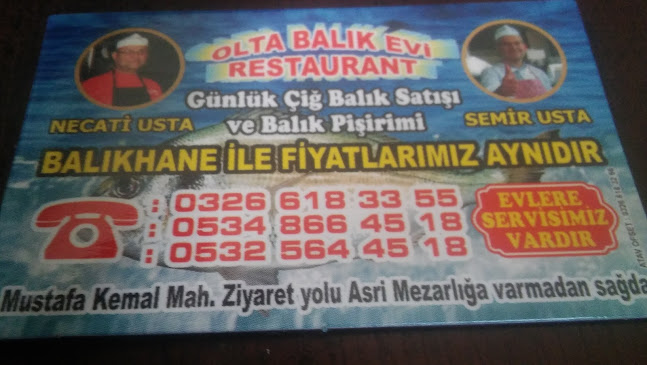 OLTA BALIK EVİ
RESTAURANT
Günlük Çiğ Balık Satışı
ve Balık Pişirimi
NECATİ USTA
SEMİR USTA
BALIKHANE İLE FİYATLARIMIZ AYNIDIR
: 0326 618 33 55
: 0534 866 45 18
: 0532 564 45 18
EVLERE
SERVİSİMİZ
VARDIR
Mustafa Kemal Mah. Ziyaret yolu Asri Mezarlığa varmadan sağda